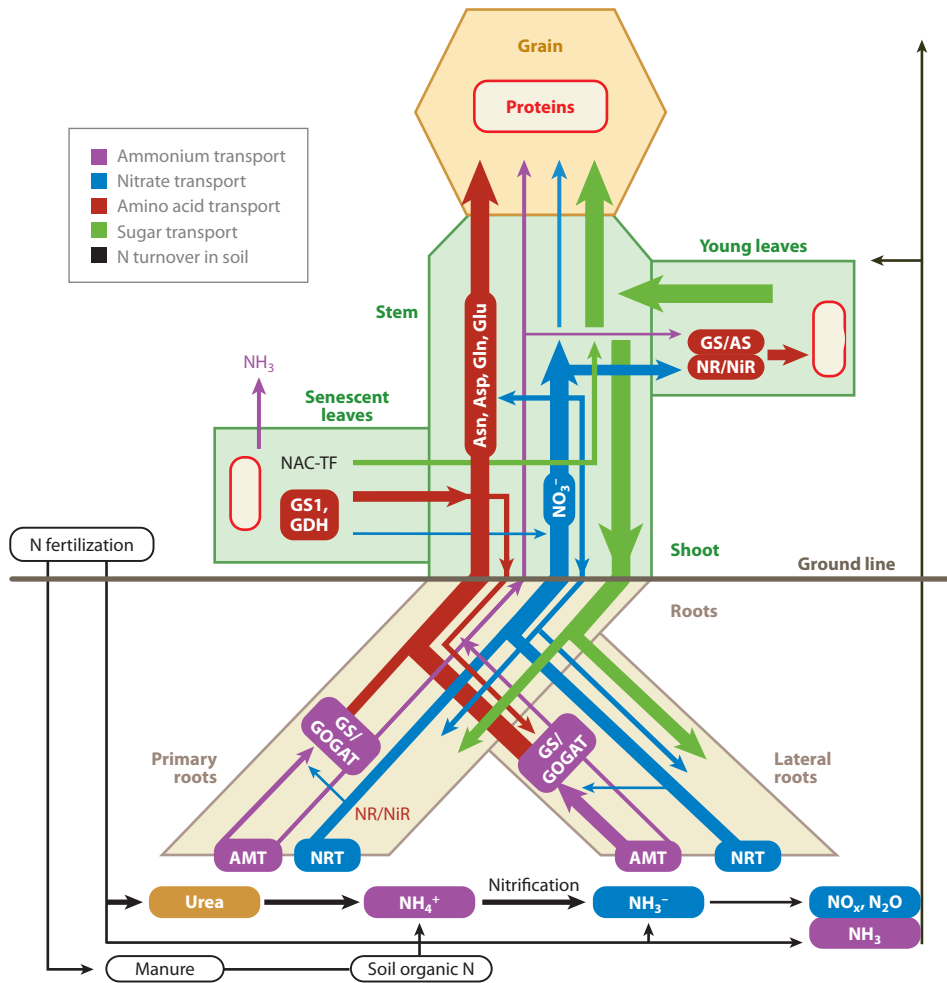 Grain
Proteins
Ammonium transport
Nitrate transport
Amino acid transport
Sugar transport
N turnover in soil
Young leaves
Stem
Asn, Asp, Gln, Glu
GS/AS
NR/NiR
NH₃
Senescent
leaves
NAC-TF
GS1,
GDH
NO₃⁻
N fertilization
Shoot
Ground line
Roots
GS/
GOGAT
GS/
GOGAT
Primary
roots
Lateral
roots
NR/NiR
AMT
NRT
AMT
NRT
Urea
NH₄⁺
Nitrification
NH₃⁻
NOₓ, N₂O
NH₃
Manure
Soil organic N